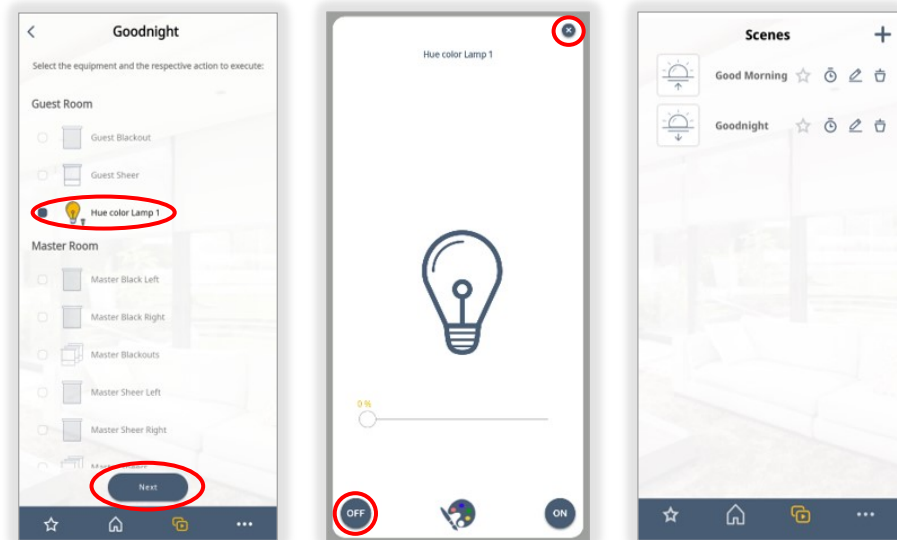 Goodnight
Select the equipment and the respective action to execute:
Guest Room
Guest Blackout
Guest Sheer
Hue color Lamp 1
Master Room
Master Black Left
Master Black Right
Master Blackouts
Master Sheer Left
Master Sheer Right
Next
Hue color Lamp 1
0 %
OFF
ON
Scenes
Good Morning
Goodnight